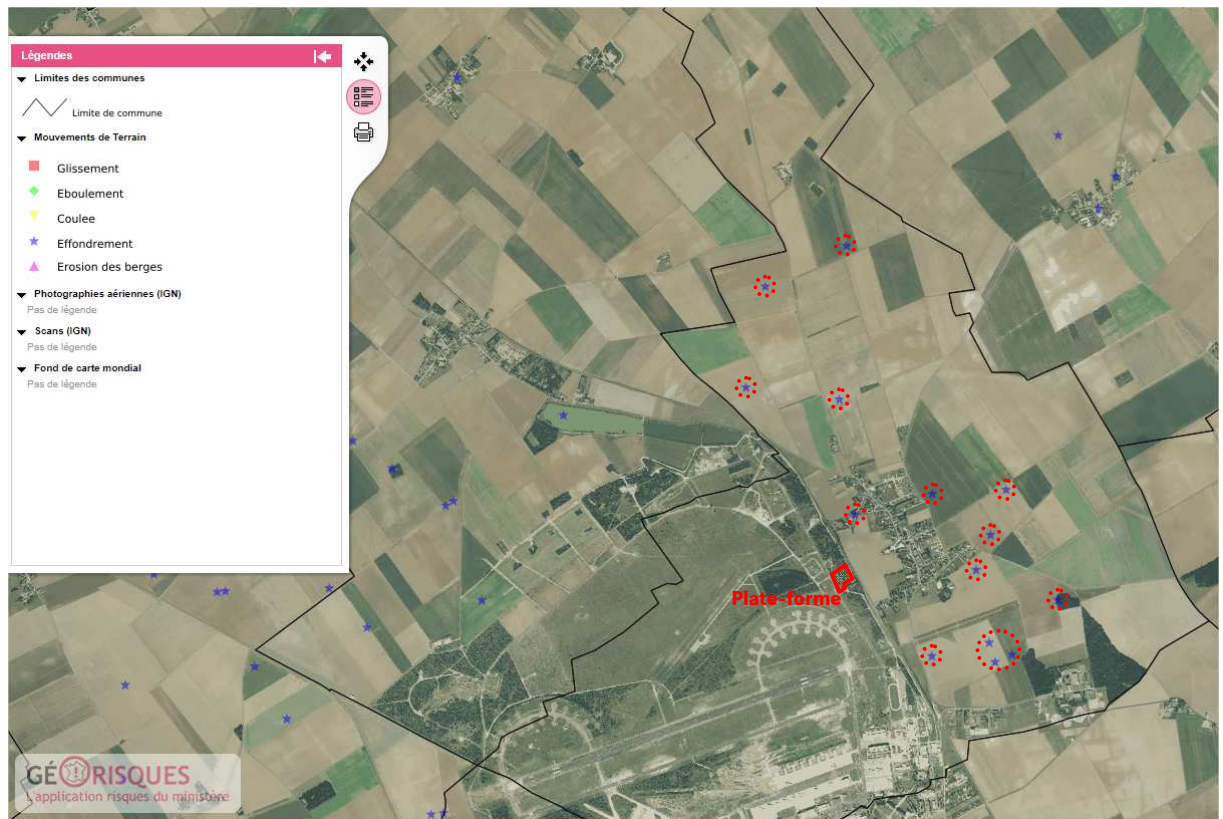 Légendes
Limites des communes
Limite de commune
Mouvements de Terrain
Glissement
Eboulement
Coulee
Effondrement
Erosion des berges
Photographies aériennes (IGN)
Pas de légende
Scans (IGN)
Pas de légende
Fond de carte mondial
Pas de légende
Plate-forme
GÉORISQUES
L'application risques du ministère